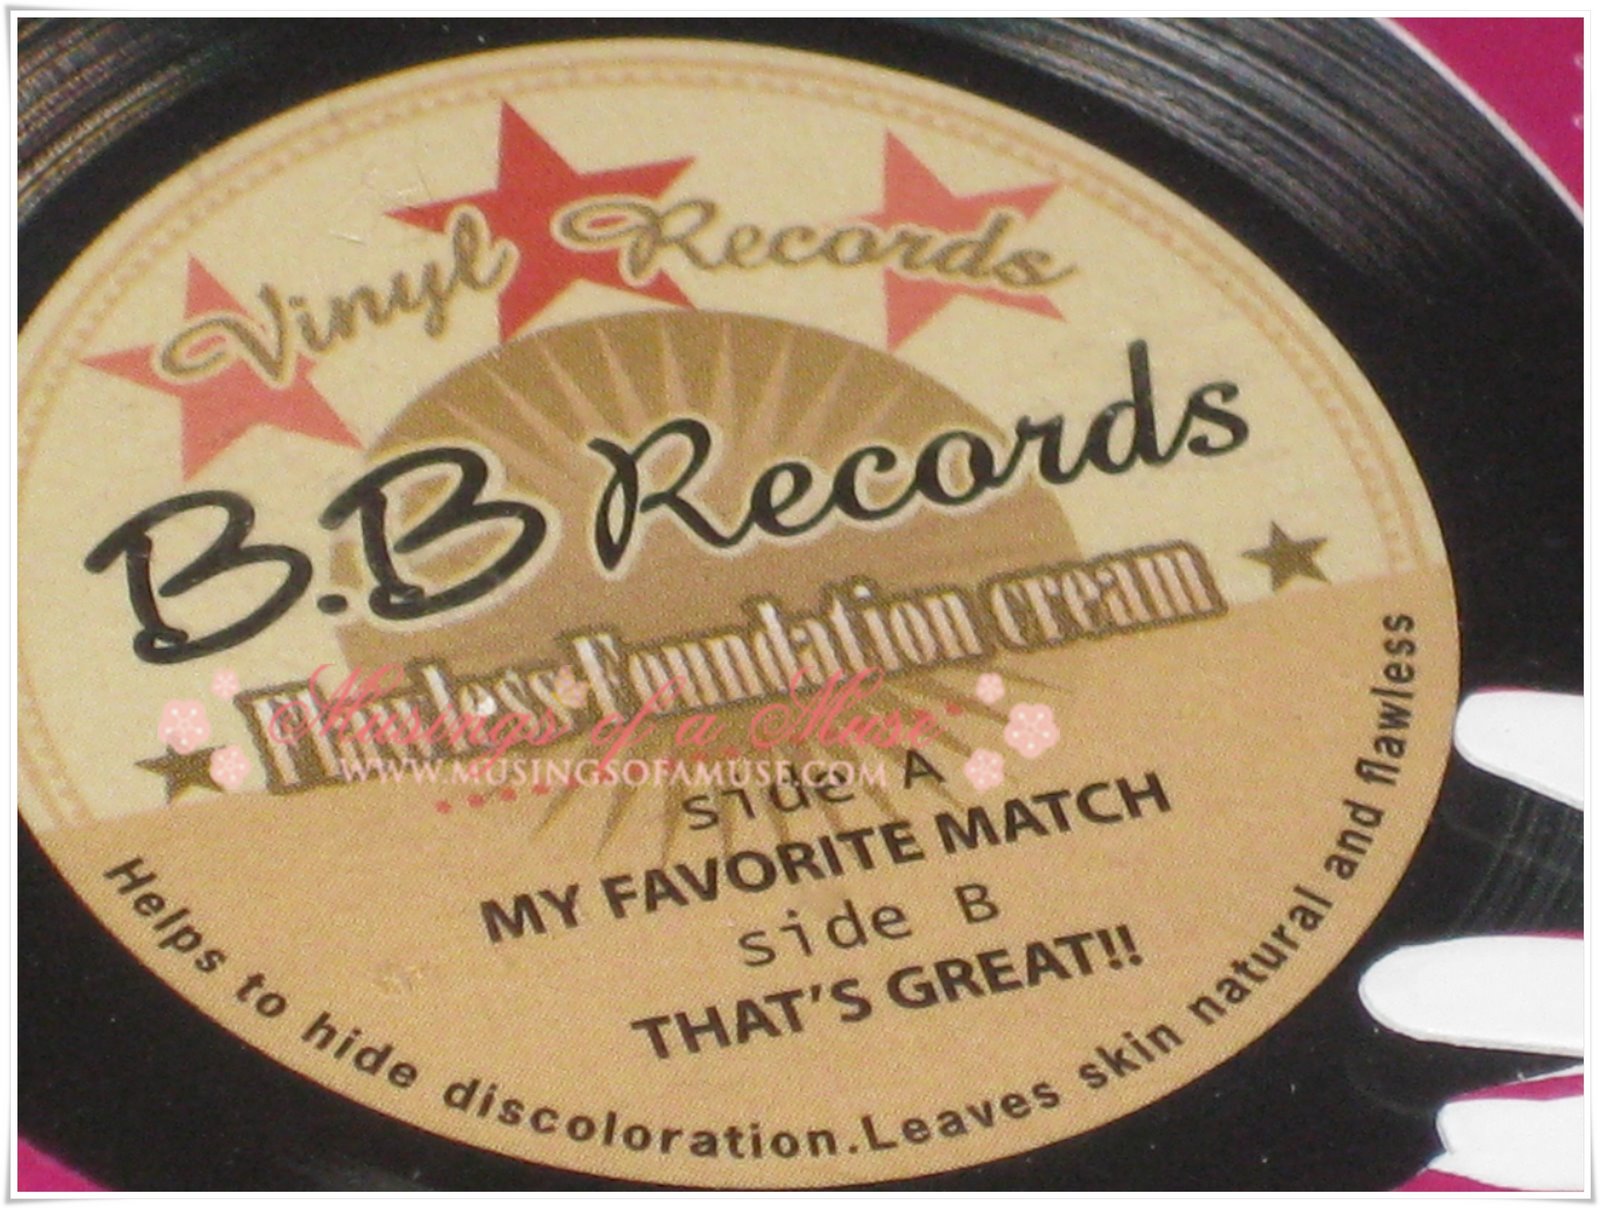 Vinyl Records
B.B Records
Flawless Foundation cream
Musings of a Muse
WWW.MUSINGSOFAMUSE.COM
side A
MY FAVORITE MATCH
side B
THAT'S GREAT!!
Helps to hide discoloration.Leaves skin natural and flawless